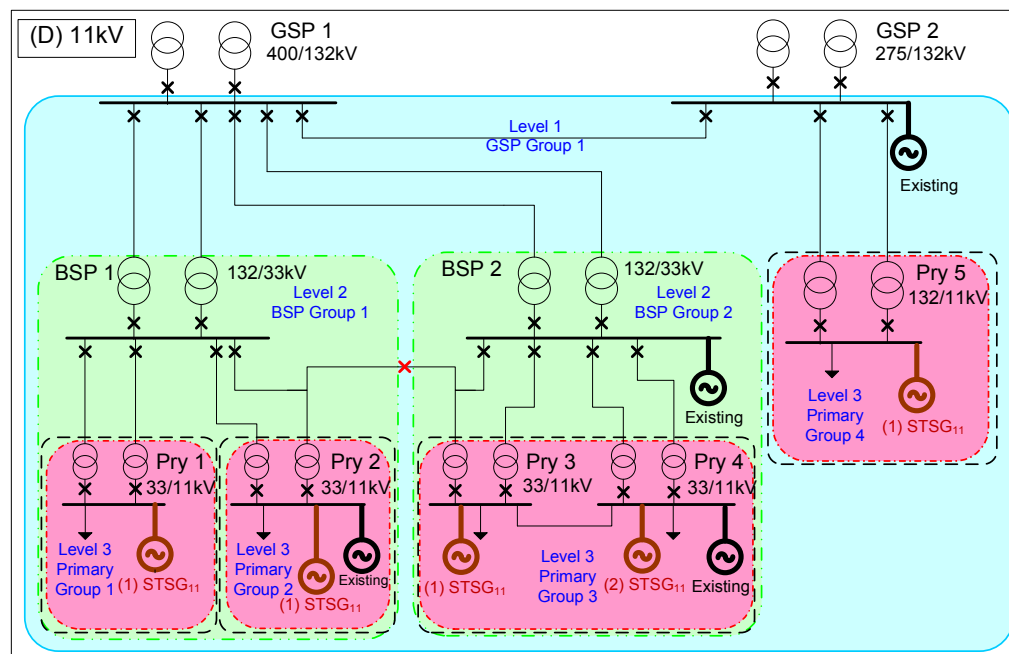 (D) 11kV
GSP 1
400/132kV
GSP 2
275/132kV
Level 1
GSP Group 1
Existing
BSP 1
132/33kV
Level 2
BSP Group 1
BSP 2
132/33kV
Level 2
BSP Group 2
Existing
Pry 5
132/11kV
Level 3
Primary
Group 4
(1) STSG11
Pry 1
33/11kV
Level 3
Primary
Group 1
(1) STSG11
Pry 2
33/11kV
Level 3
Primary
Group 2
Existing
(1) STSG11
Pry 3
33/11kV
(1) STSG11
Level 3
Primary
Group 3
Pry 4
33/11kV
(2) STSG11
Existing